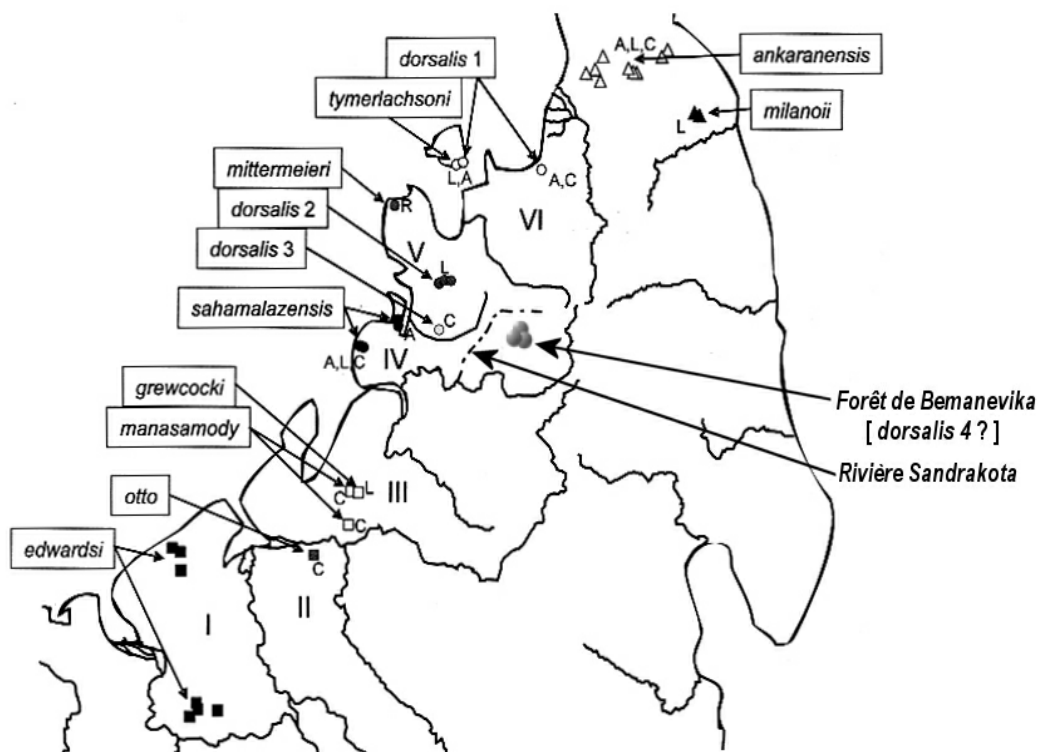 A,L,C
ankaranensis
dorsalis 1
tymerlachsoni
milanoii
L
mittermeieri
L,A
A,C
R
dorsalis 2
VI
V
dorsalis 3
L
sahamalazensis
C
A
A,L,C
IV
grewcocki
Forêt de Bemanevika
[ dorsalis 4 ? ]
manasamody
Rivière Sandrakota
L
C
III
otto
C
edwardsi
C
II
I